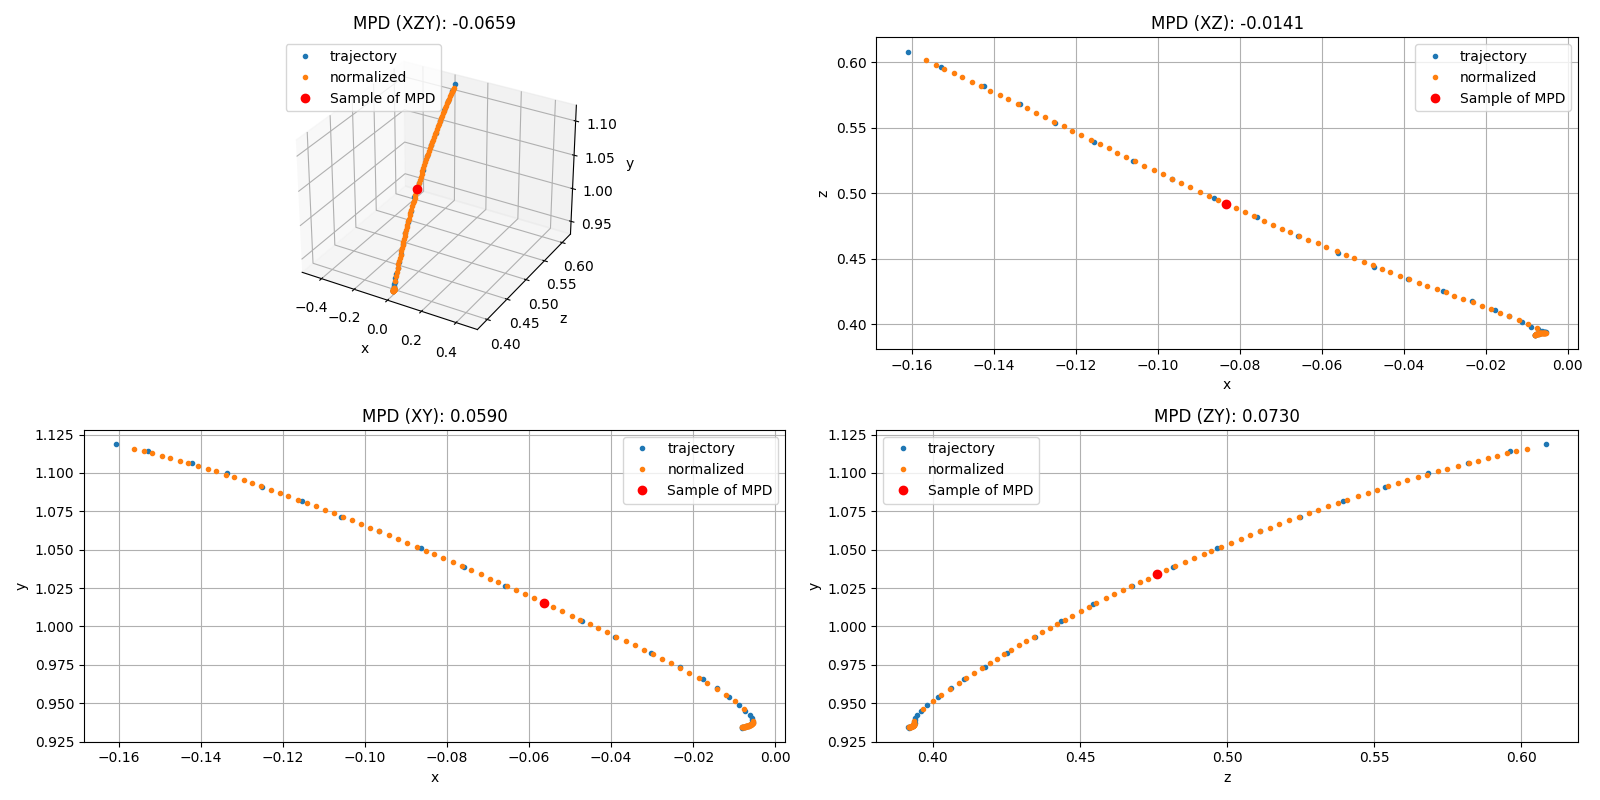 MPD (XZY): -0.0659
trajectory
normalized
Sample of MPD
1.10
1.05
1.00
0.95
y
0.60
0.55
0.50
0.45
0.40
z
−0.4
−0.2
0.0
0.2
0.4
x
MPD (XZ): -0.0141
trajectory
normalized
Sample of MPD
0.60
0.55
0.50
0.45
0.40
z
−0.16 −0.14 −0.12 −0.10 −0.08 −0.06 −0.04 −0.02 0.00
x
MPD (XY): 0.0590
trajectory
normalized
Sample of MPD
1.125
1.100
1.075
1.050
1.025
1.000
0.975
0.950
0.925
y
−0.16 −0.14 −0.12 −0.10 −0.08 −0.06 −0.04 −0.02 0.00
x
MPD (ZY): 0.0730
trajectory
normalized
Sample of MPD
1.125
1.100
1.075
1.050
1.025
1.000
0.975
0.950
0.925
y
0.40 0.45 0.50 0.55 0.60
z